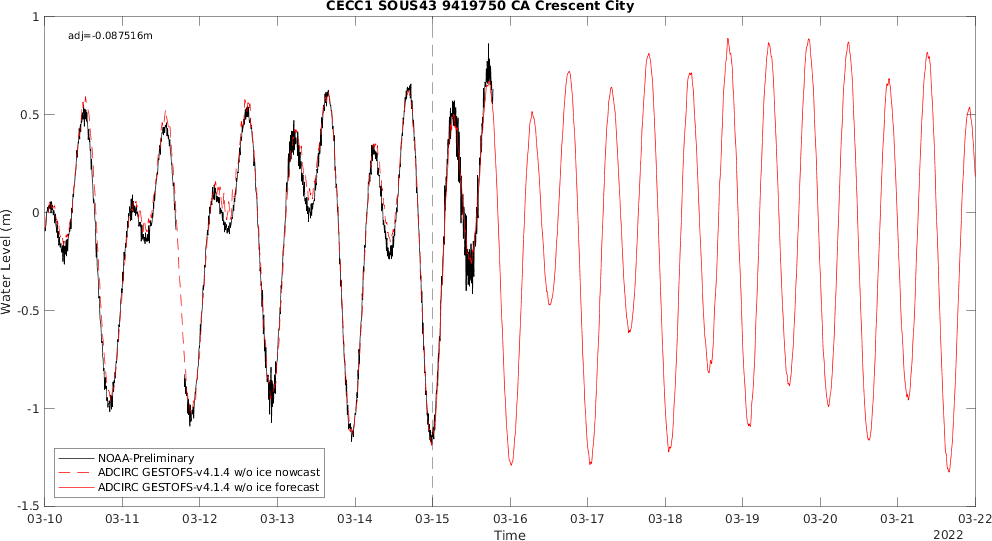 CECC1 SOUS43 9419750 CA Crescent City
adj=-0.087516m
Water Level (m)
1
0.5
0
-0.5
-1
-1.5
NOAA-Preliminary
ADCIRC GESTOFS-v4.1.4 w/o ice nowcast
ADCIRC GESTOFS-v4.1.4 w/o ice forecast
03-10 03-11 03-12 03-13 03-14 03-15 03-16 03-17 03-18 03-19 03-20 03-21 03-22
Time
2022